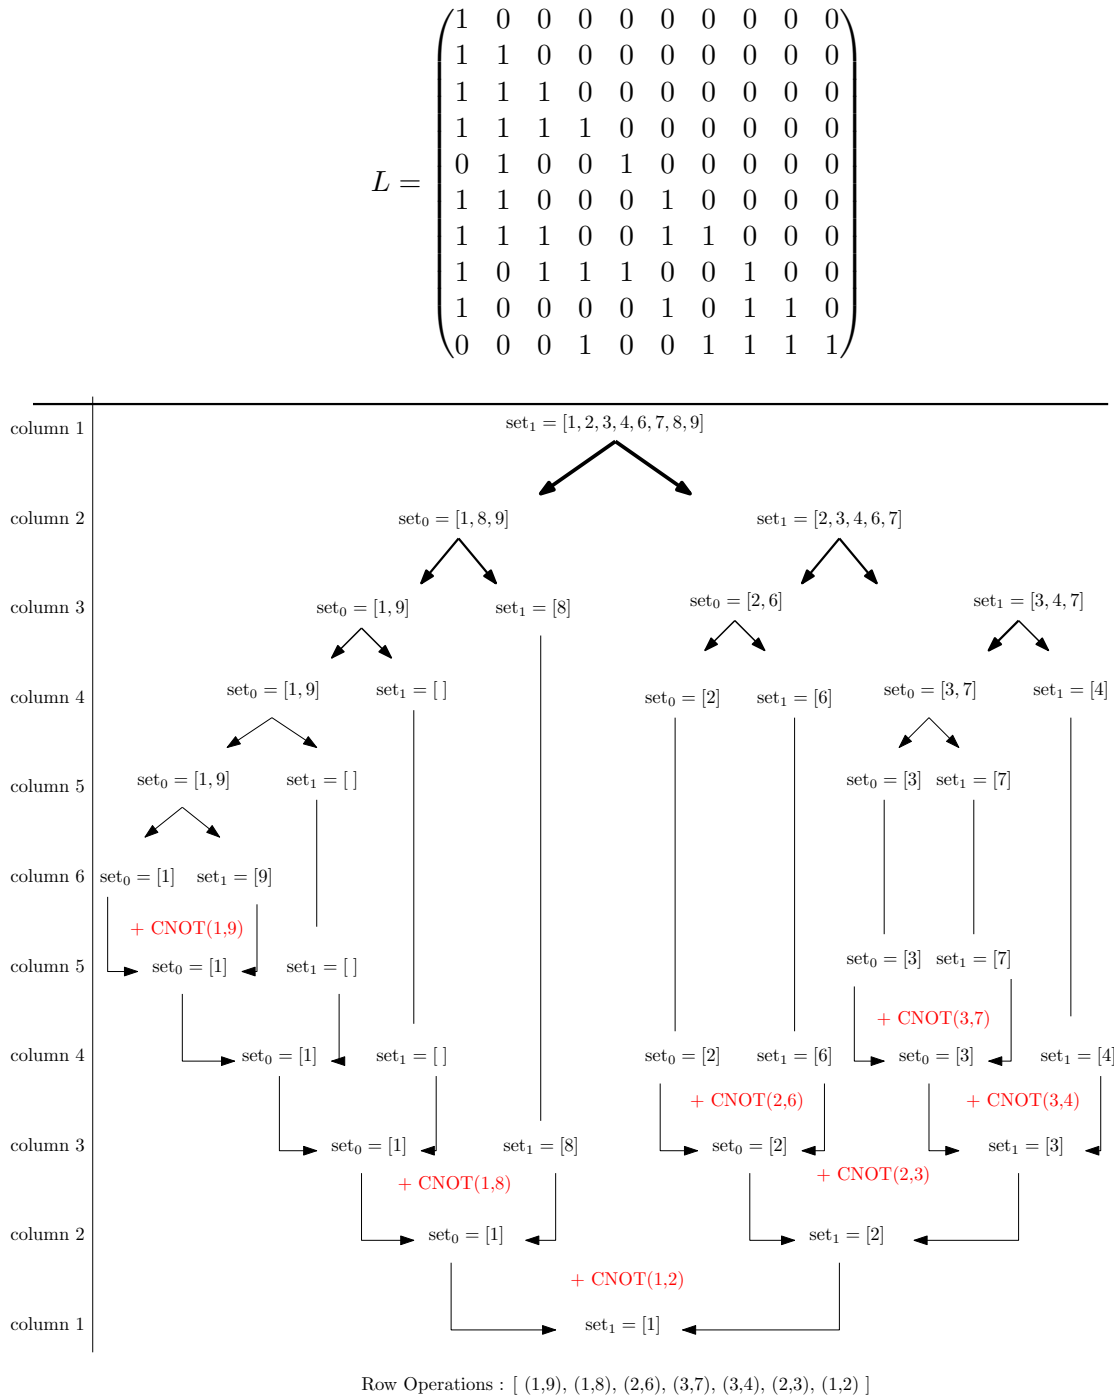 1 0 0 0 0 0 0 0 0 0
1 1 0 0 0 0 0 0 0 0
1 1 1 0 0 0 0 0 0 0
1 1 1 1 0 0 0 0 0 0
L = 0 1 0 0 1 0 0 0 0 0
1 1 0 0 0 1 0 0 0 0
1 1 1 0 0 1 1 0 0 0
1 0 1 1 1 0 0 1 0 0
1 0 0 0 0 1 0 1 1 0
0 0 0 1 0 0 1 1 1 1
column 1 set₁ = [1, 2, 3, 4, 6, 7, 8, 9]
column 2 set₀ = [1, 8, 9] set₁ = [2, 3, 4, 6, 7]
column 3 set₀ = [1, 9] set₁ = [8] set₀ = [2, 6] set₁ = [3, 4, 7]
column 4 set₀ = [1, 9] set₁ = [ ] set₀ = [2] set₁ = [6] set₀ = [3, 7] set₁ = [4]
column 5 set₀ = [1, 9] set₁ = [ ] set₀ = [3] set₁ = [7]
column 6 set₀ = [1] set₁ = [9]
+ CNOT(1,9)
column 5 set₀ = [1] set₁ = [ ] set₀ = [3] set₁ = [7]
+ CNOT(3,7)
column 4 set₀ = [1] set₁ = [ ] set₀ = [2] set₁ = [6] set₀ = [3] set₁ = [4]
+ CNOT(2,6) + CNOT(3,4)
column 3 set₀ = [1] set₁ = [8] set₀ = [2] set₁ = [3]
+ CNOT(1,8) + CNOT(2,3)
column 2 set₀ = [1] set₁ = [2]
+ CNOT(1,2)
column 1 set₁ = [1]
Row Operations : [ (1,9), (1,8), (2,6), (3,7), (3,4), (2,3), (1,2) ]